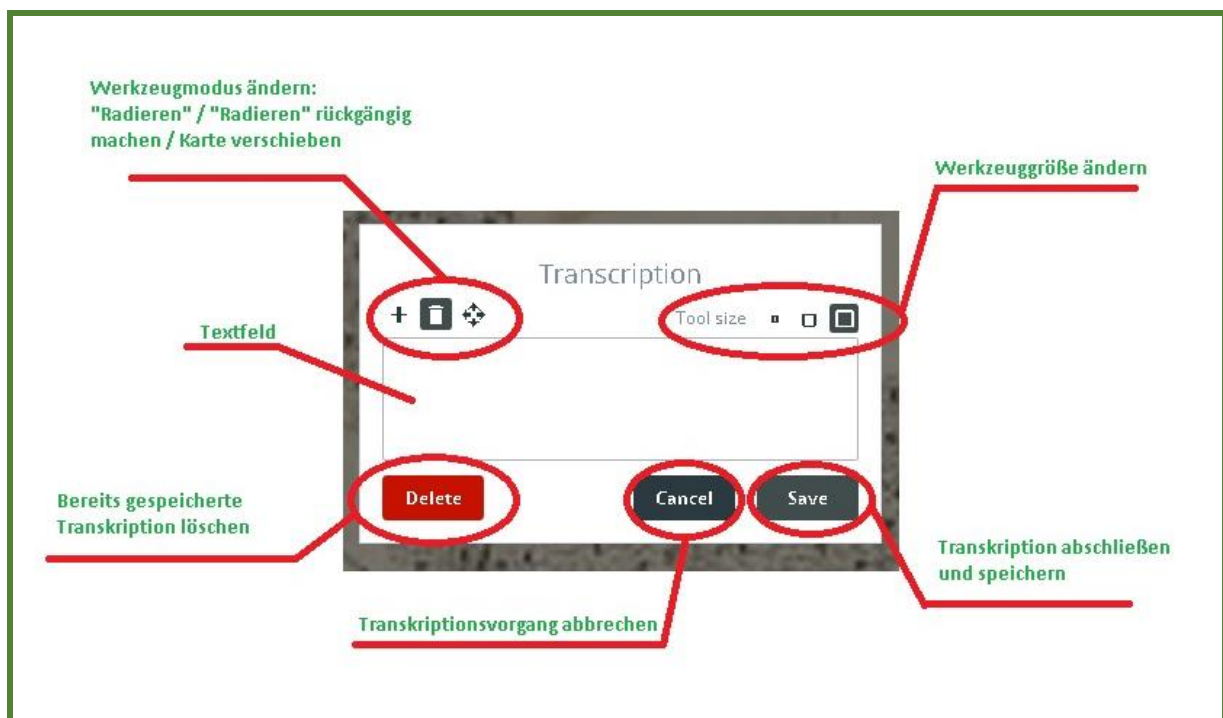 Werkzeugmodus ändern:
"Radieren" / "Radieren" rückgängig
machen / Karte verschieben
Werkzeuggröße ändern
Transcription
Tool size
Textfeld
Delete
Cancel
Save
Bereits gespeicherte
Transkription löschen
Transkription abschließen
und speichern
Transkriptionsvorgang abbrechen